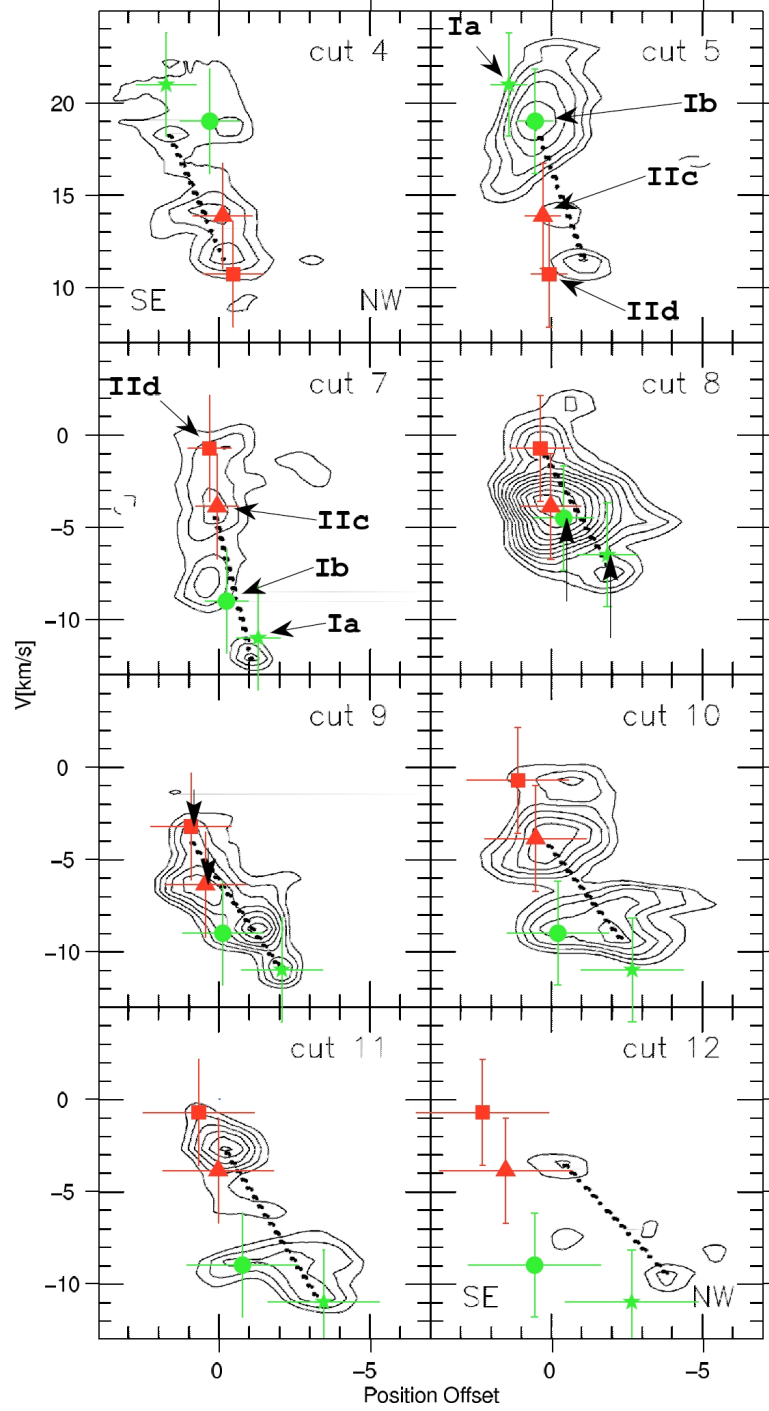 cut 4
cut 5
Ia
Ib
IIc
IId
SE
NW
20
15
10
cut 7
cut 8
IId
IIc
Ib
Ia
0
−5
−10
V[km/s]
cut 9
cut 10
0
−5
−10
cut 11
cut 12
0
−5
−10
SE
NW
0
−5
0
−5
Position Offset